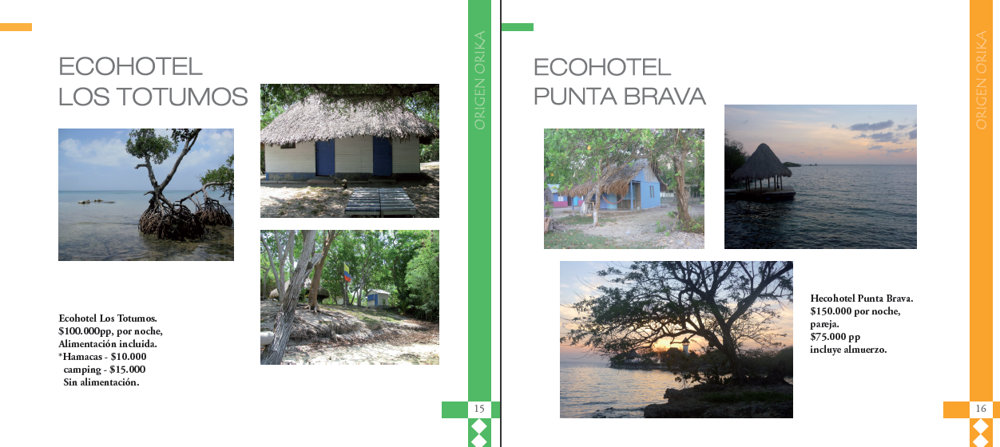 ECOHOTEL
LOS TOTUMOS
Ecohotel Los Totumos.
$100.000pp, por noche,
Alimentación incluida.
*Hamacas - $10.000
camping - $15.000
Sin alimentación.
ORIGEN ORIKA
15
ECOHOTEL
PUNTA BRAVA
Hecohotel Punta Brava.
$150.000 por noche,
pareja.
$75.000 pp
incluye almuerzo.
ORIGEN ORIKA
16